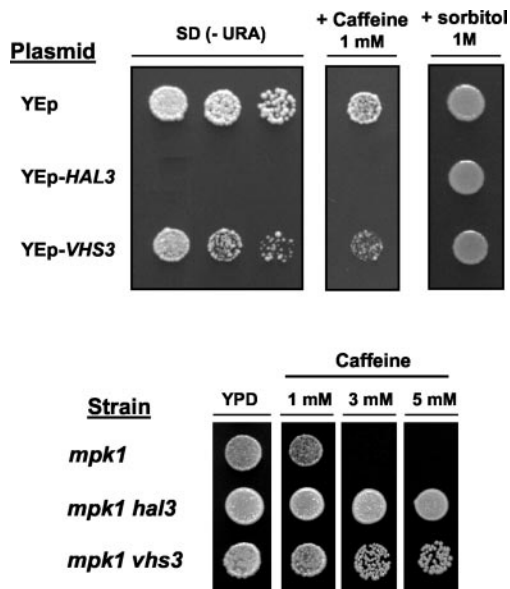 Plasmid
SD (- URA)
+ Caffeine
1 mM
+ sorbitol
1M
YEp
YEp-HAL3
YEp-VHS3
Caffeine
Strain
YPD
1 mM
3 mM
5 mM
mpk1
mpk1 hal3
mpk1 vhs3